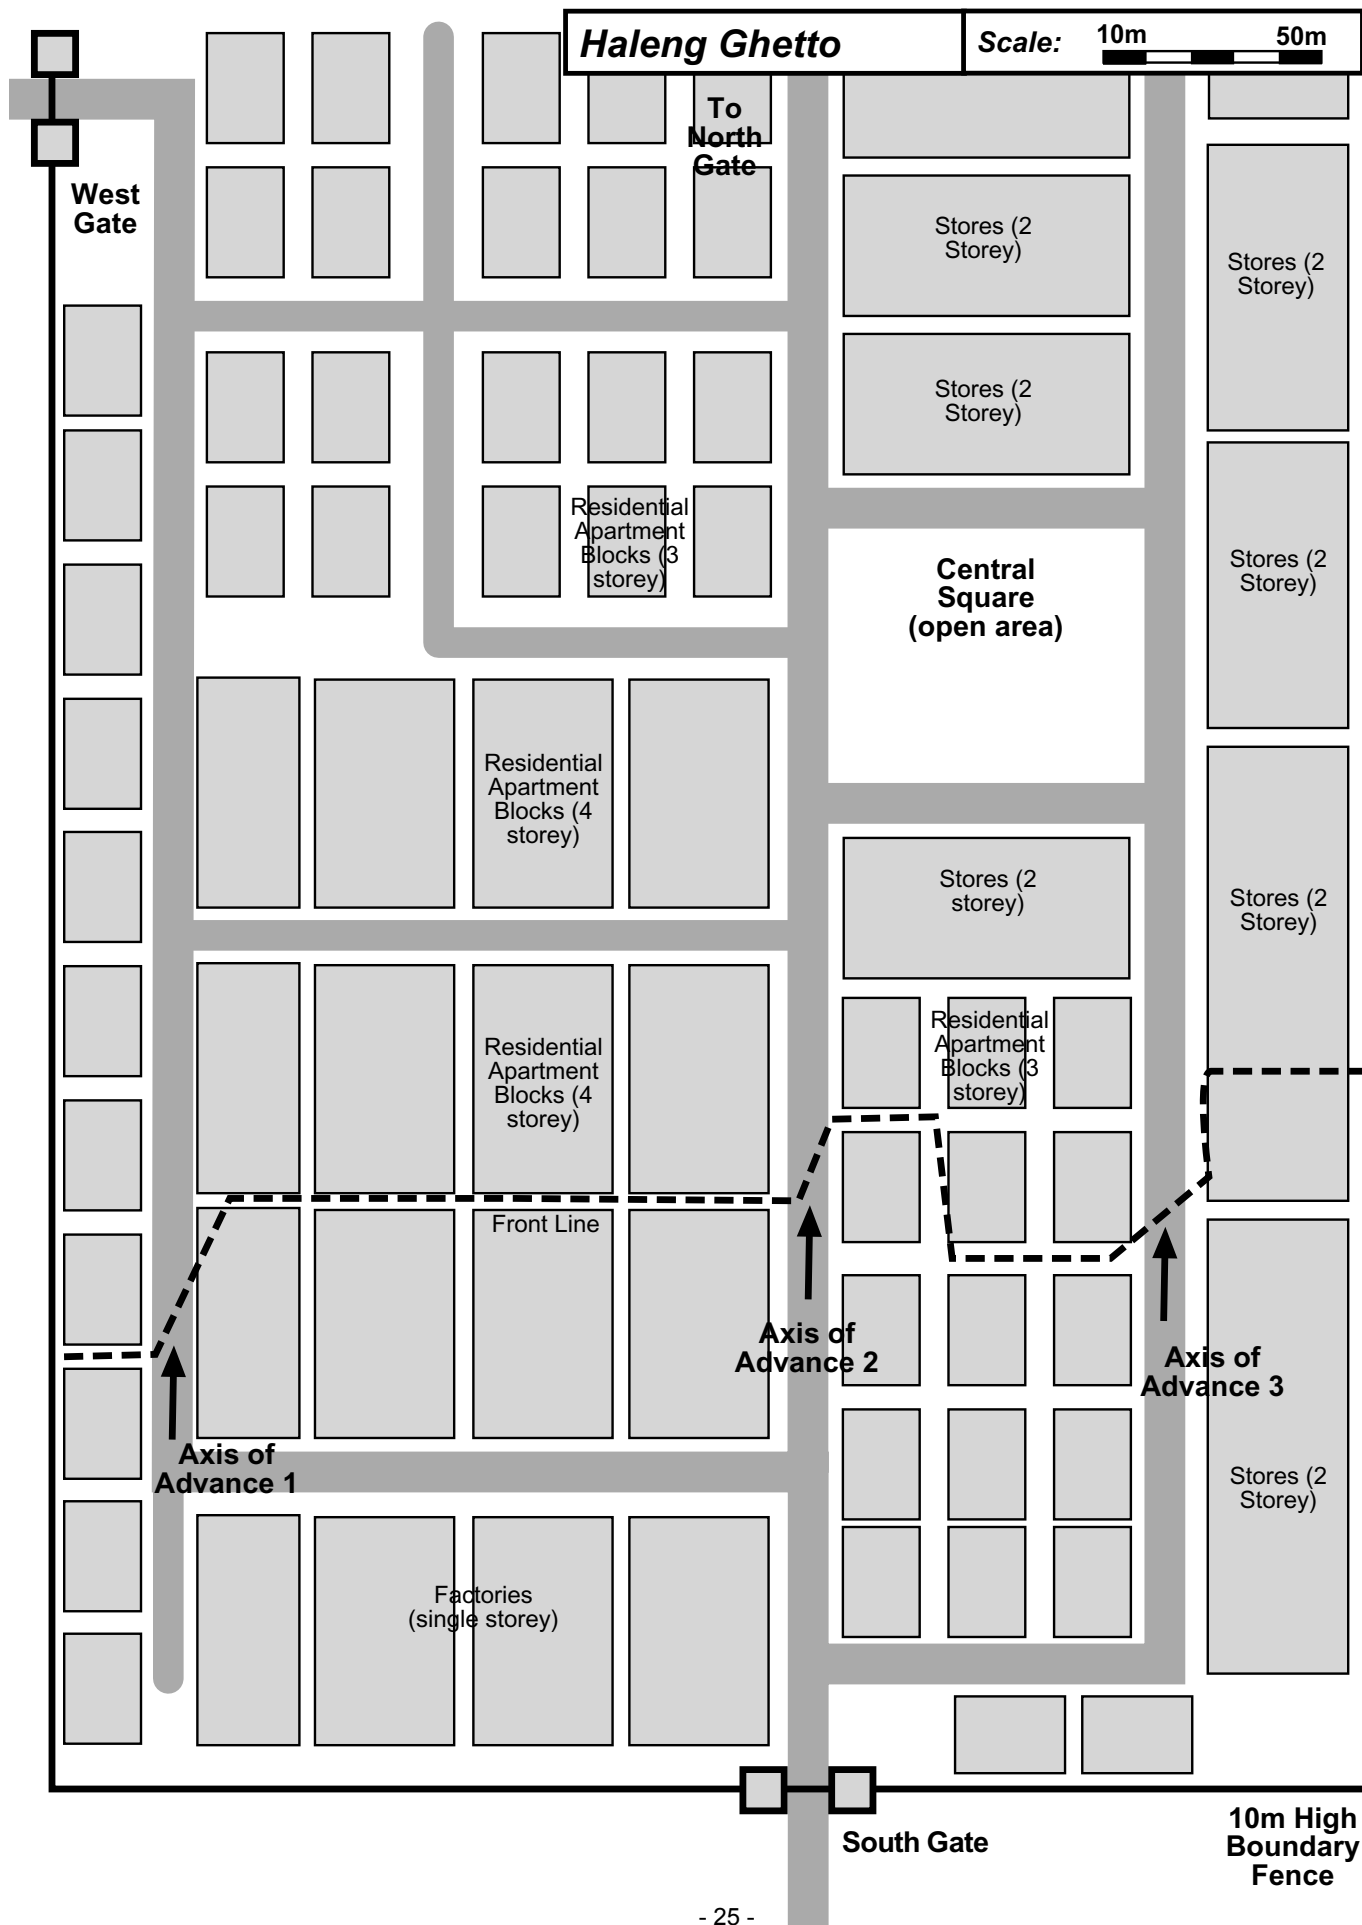 Haleng Ghetto
Scale:
10m
50m
To
North
Gate
West
Gate
Stores (2
Storey)
Stores (2
Storey)
Stores (2
Storey)
Residential
Apartment
Blocks (3
storey)
Central
Square
(open area)
Stores (2
Storey)
Residential
Apartment
Blocks (4
storey)
Stores (2
storey)
Stores (2
Storey)
Residential
Apartment
Blocks (4
storey)
Residential
Apartment
Blocks (3
storey)
Front Line
Axis of
Advance 2
Axis of
Advance 3
Axis of
Advance 1
Stores (2
Storey)
Factories
(single storey)
South Gate
10m High
Boundary
Fence
- 25 -